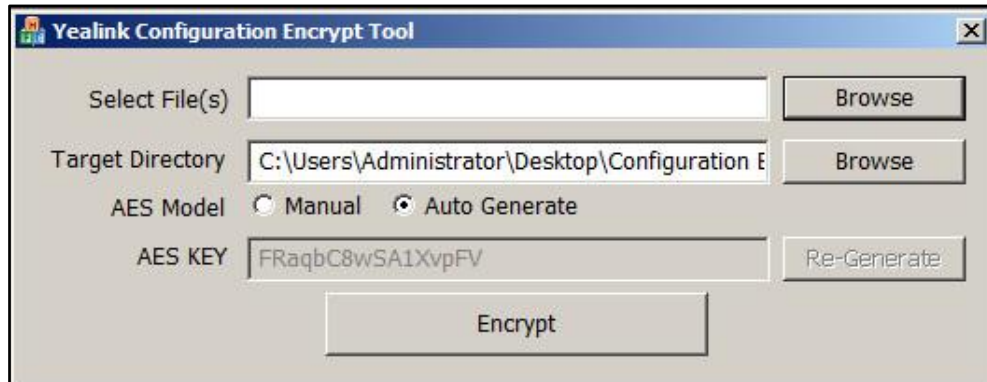 Yealink Configuration Encrypt Tool
Select File(s) Browse
Target Directory C:\Users\Administrator\Desktop\Configuration E Browse
AES Model Manual Auto Generate
AES KEY FRaqbC8wSA1XvpFV Re-Generate
Encrypt